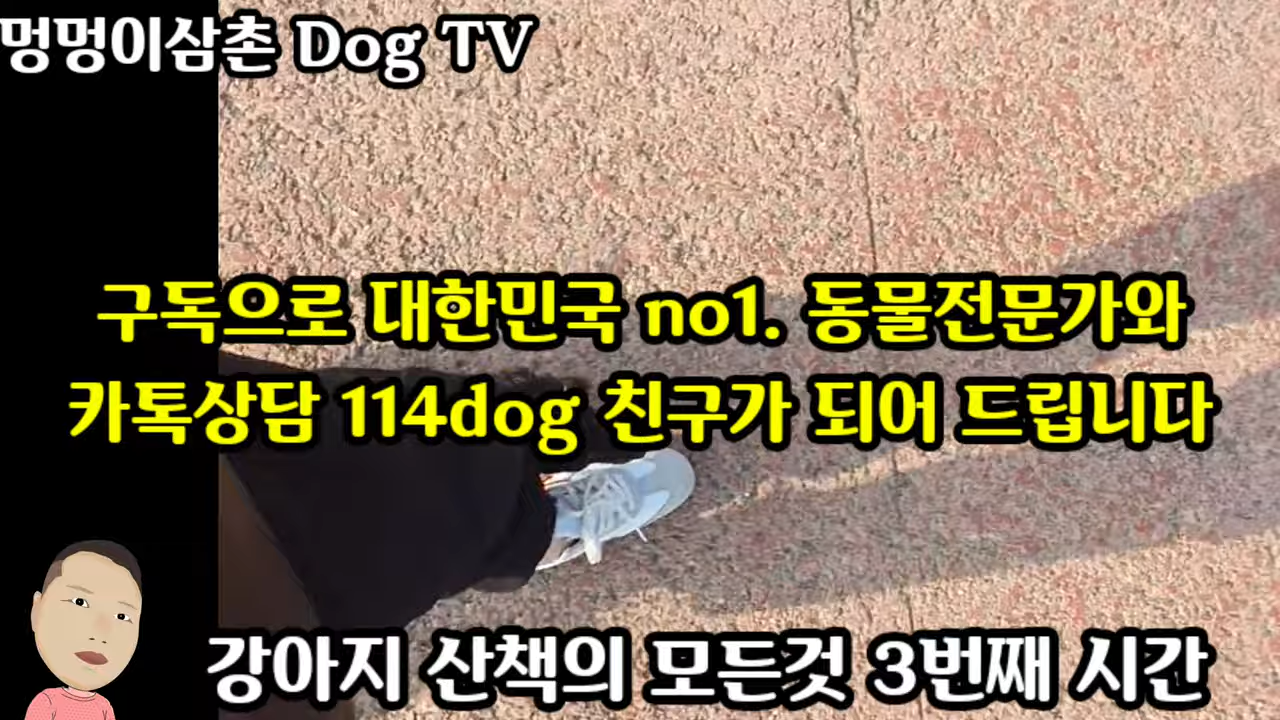 멍멍이삼촌 Dog TV
구독으로 대한민국 no1. 동물전문가와
카톡상담 114dog 친구가 되어 드립니다
강아지 산책의 모든것 3번째 시간